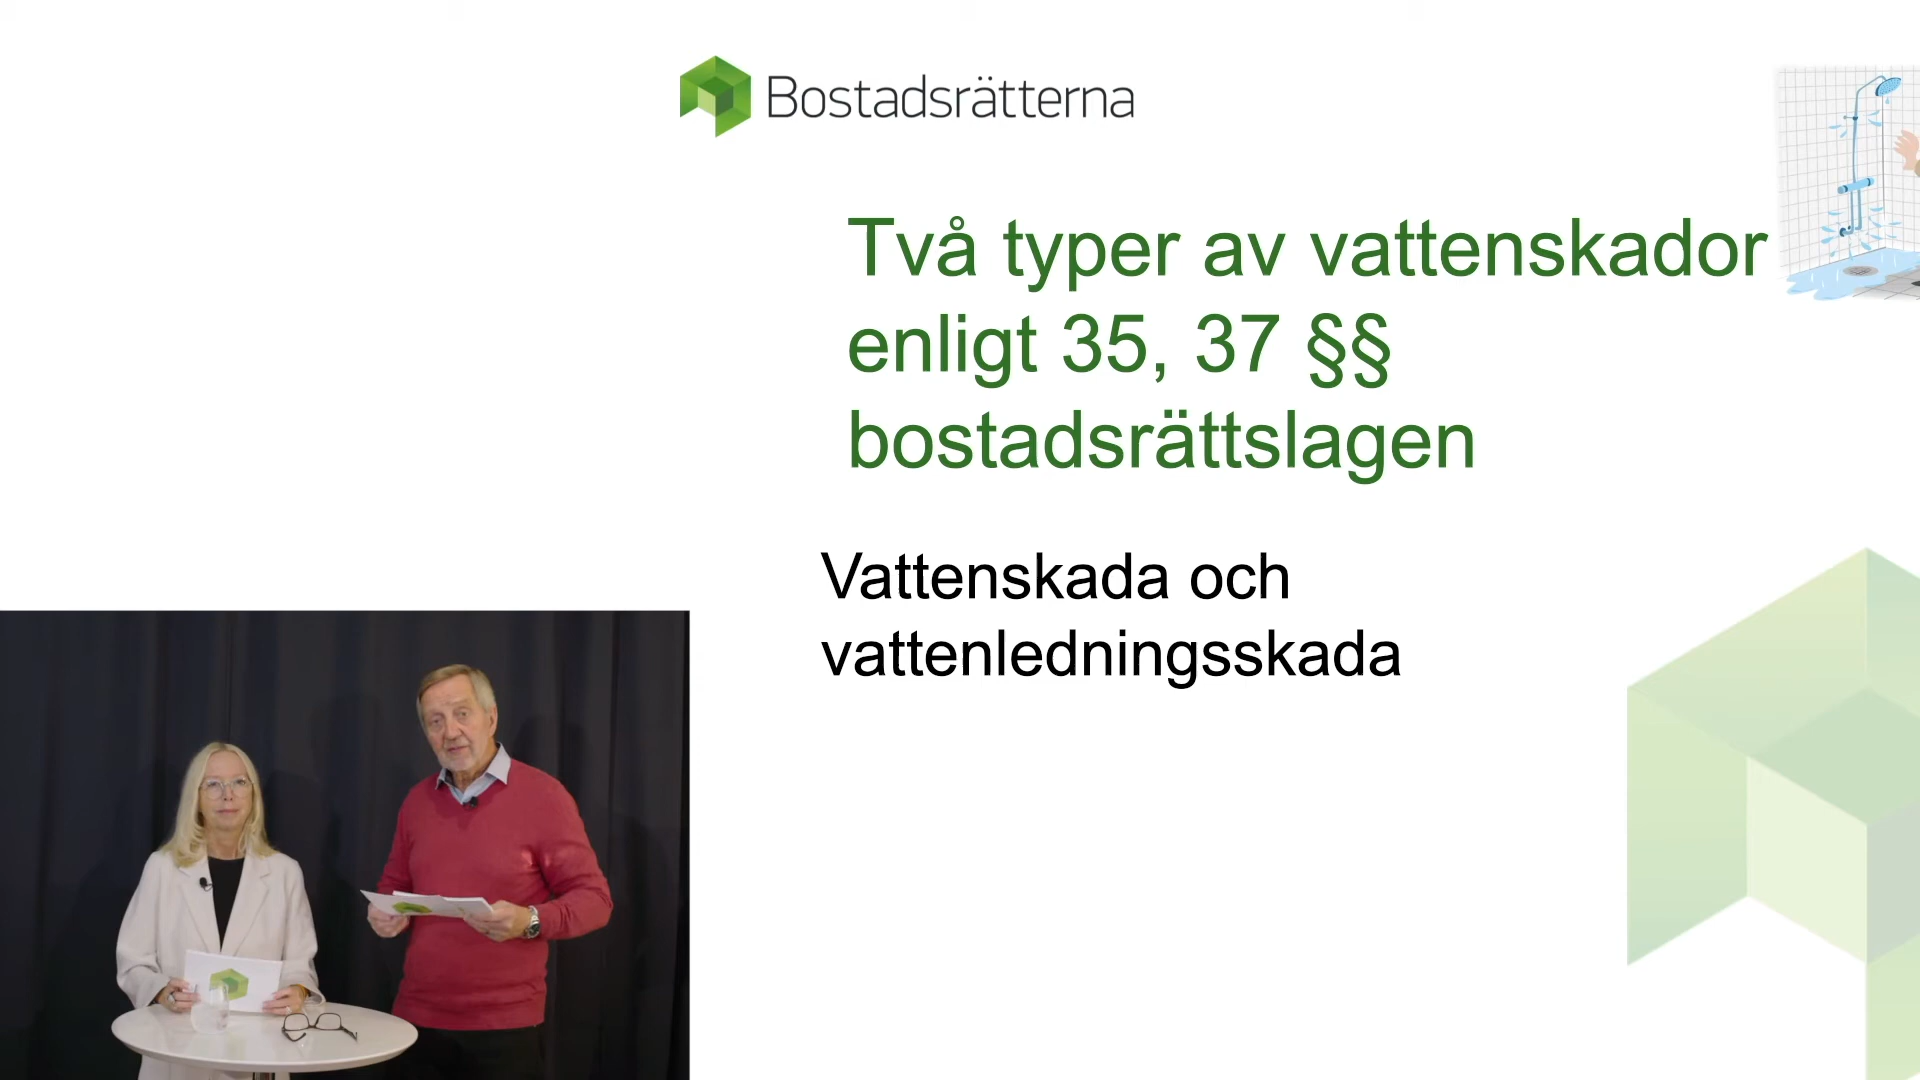 Bostadsrätterna
Två typer av vattenskador
enligt 35, 37 §§
bostadsrättslagen
Vattenskada och
vattenledningsskada